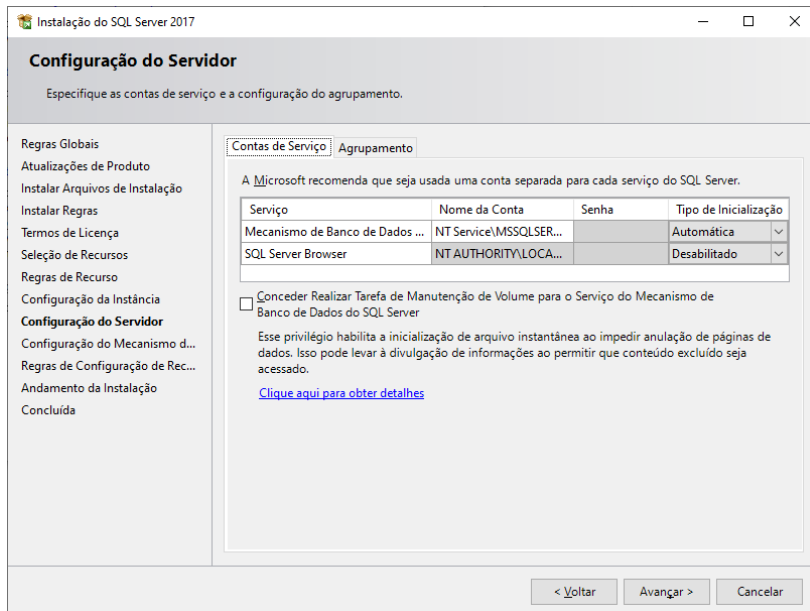 Instalação do SQL Server 2017
Configuração do Servidor
Especifique as contas de serviço e a configuração do agrupamento.
Regras Globais
Atualizações de Produto
Instalar Arquivos de Instalação
Instalar Regras
Termos de Licença
Seleção de Recursos
Regras de Recurso
Configuração da Instância
Configuração do Servidor
Configuração do Mecanismo d...
Regras de Configuração de Rec...
Andamento da Instalação
Concluída
Contas de Serviço Agrupamento
A Microsoft recomenda que seja usada uma conta separada para cada serviço do SQL Server.
Serviço Nome da Conta Senha Tipo de Inicialização
Mecanismo de Banco de Dados ... NT Service\MSSQLSER... Automática
SQL Server Browser NT AUTHORITY\LOCA... Desabilitado
Conceder Realizar Tarefa de Manutenção de Volume para o Serviço do Mecanismo de
Banco de Dados do SQL Server
Esse privilégio habilita a inicialização de arquivo instantânea ao impedir anulação de páginas de
dados. Isso pode levar à divulgação de informações ao permitir que conteúdo excluído seja
acessado.
Clique aqui para obter detalhes
< Voltar Avançar > Cancelar